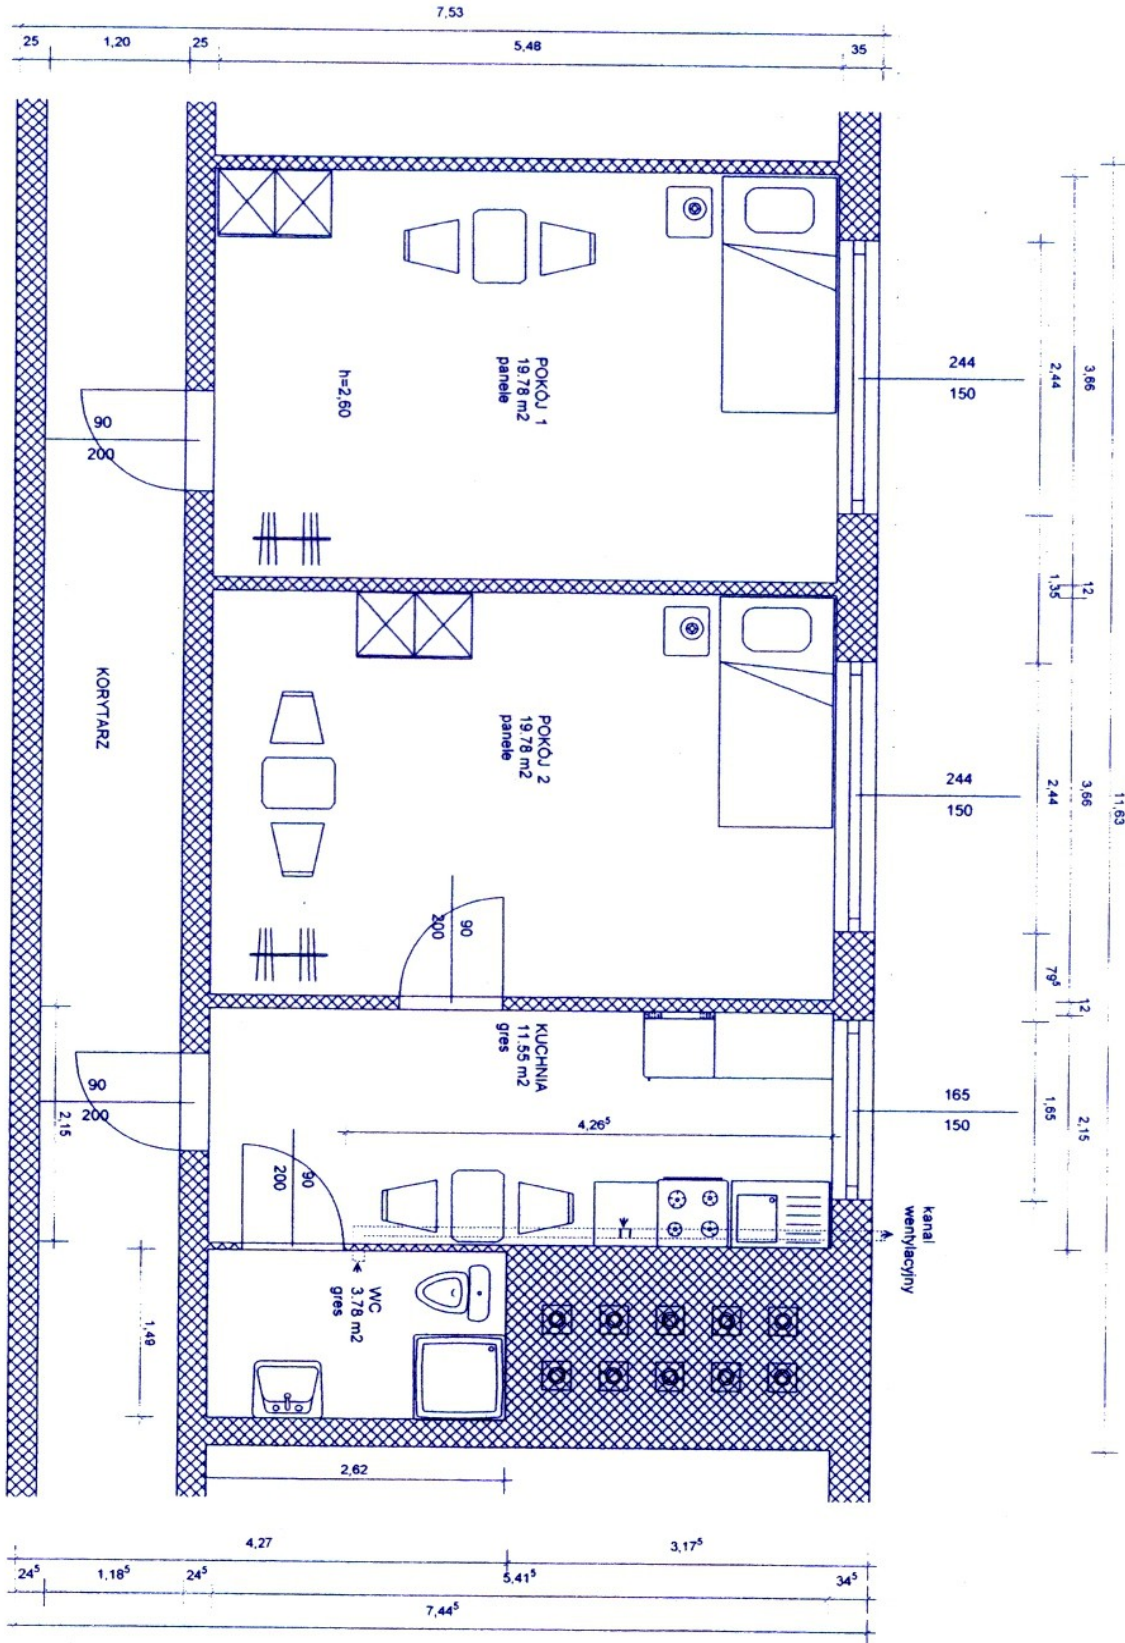 7,53
25
1,20
25
5,48
35
POKÓJ 1
19.78 m2
panele
h=2,60
90
200
244
150
2,44
3,66
11,63
1,35
12
KORYTARZ
POKÓJ 2
19.78 m2
panele
244
150
2,44
3,66
90
200
79⁵
12
KUCHNIA
11.55 m2
gres
90
200
2,15
4,26⁵
165
150
1,65
2,15
90
200
kanał
wentylacyjny
WC
3.78 m2
gres
1,49
2,62
4,27
3,17⁵
24⁵
1,18⁵
24⁵
5,41⁵
34⁵
7,44⁵